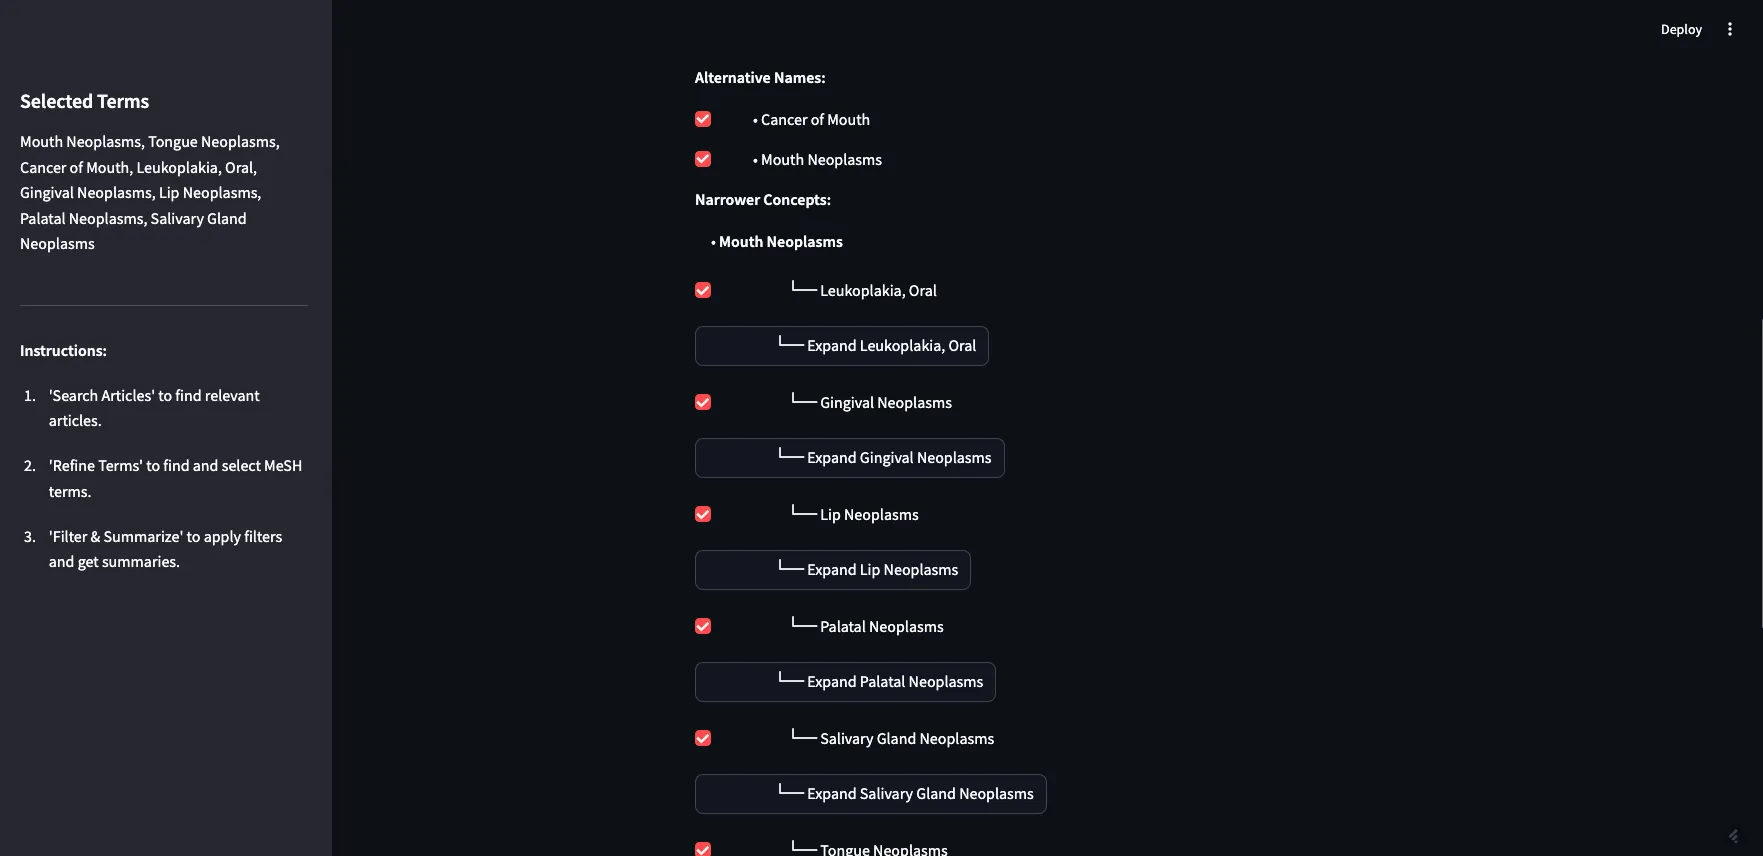 Deploy
Selected Terms
Mouth Neoplasms, Tongue Neoplasms,
Cancer of Mouth, Leukoplakia, Oral,
Gingival Neoplasms, Lip Neoplasms,
Palatal Neoplasms, Salivary Gland
Neoplasms
Instructions:
1. 'Search Articles' to find relevant
articles.
2. 'Refine Terms' to find and select MeSH
terms.
3. 'Filter & Summarize' to apply filters
and get summaries.
Alternative Names:
• Cancer of Mouth
• Mouth Neoplasms
Narrower Concepts:
• Mouth Neoplasms
└── Leukoplakia, Oral
└── Expand Leukoplakia, Oral
└── Gingival Neoplasms
└── Expand Gingival Neoplasms
└── Lip Neoplasms
└── Expand Lip Neoplasms
└── Palatal Neoplasms
└── Expand Palatal Neoplasms
└── Salivary Gland Neoplasms
└── Expand Salivary Gland Neoplasms
└── Tongue Neoplasms